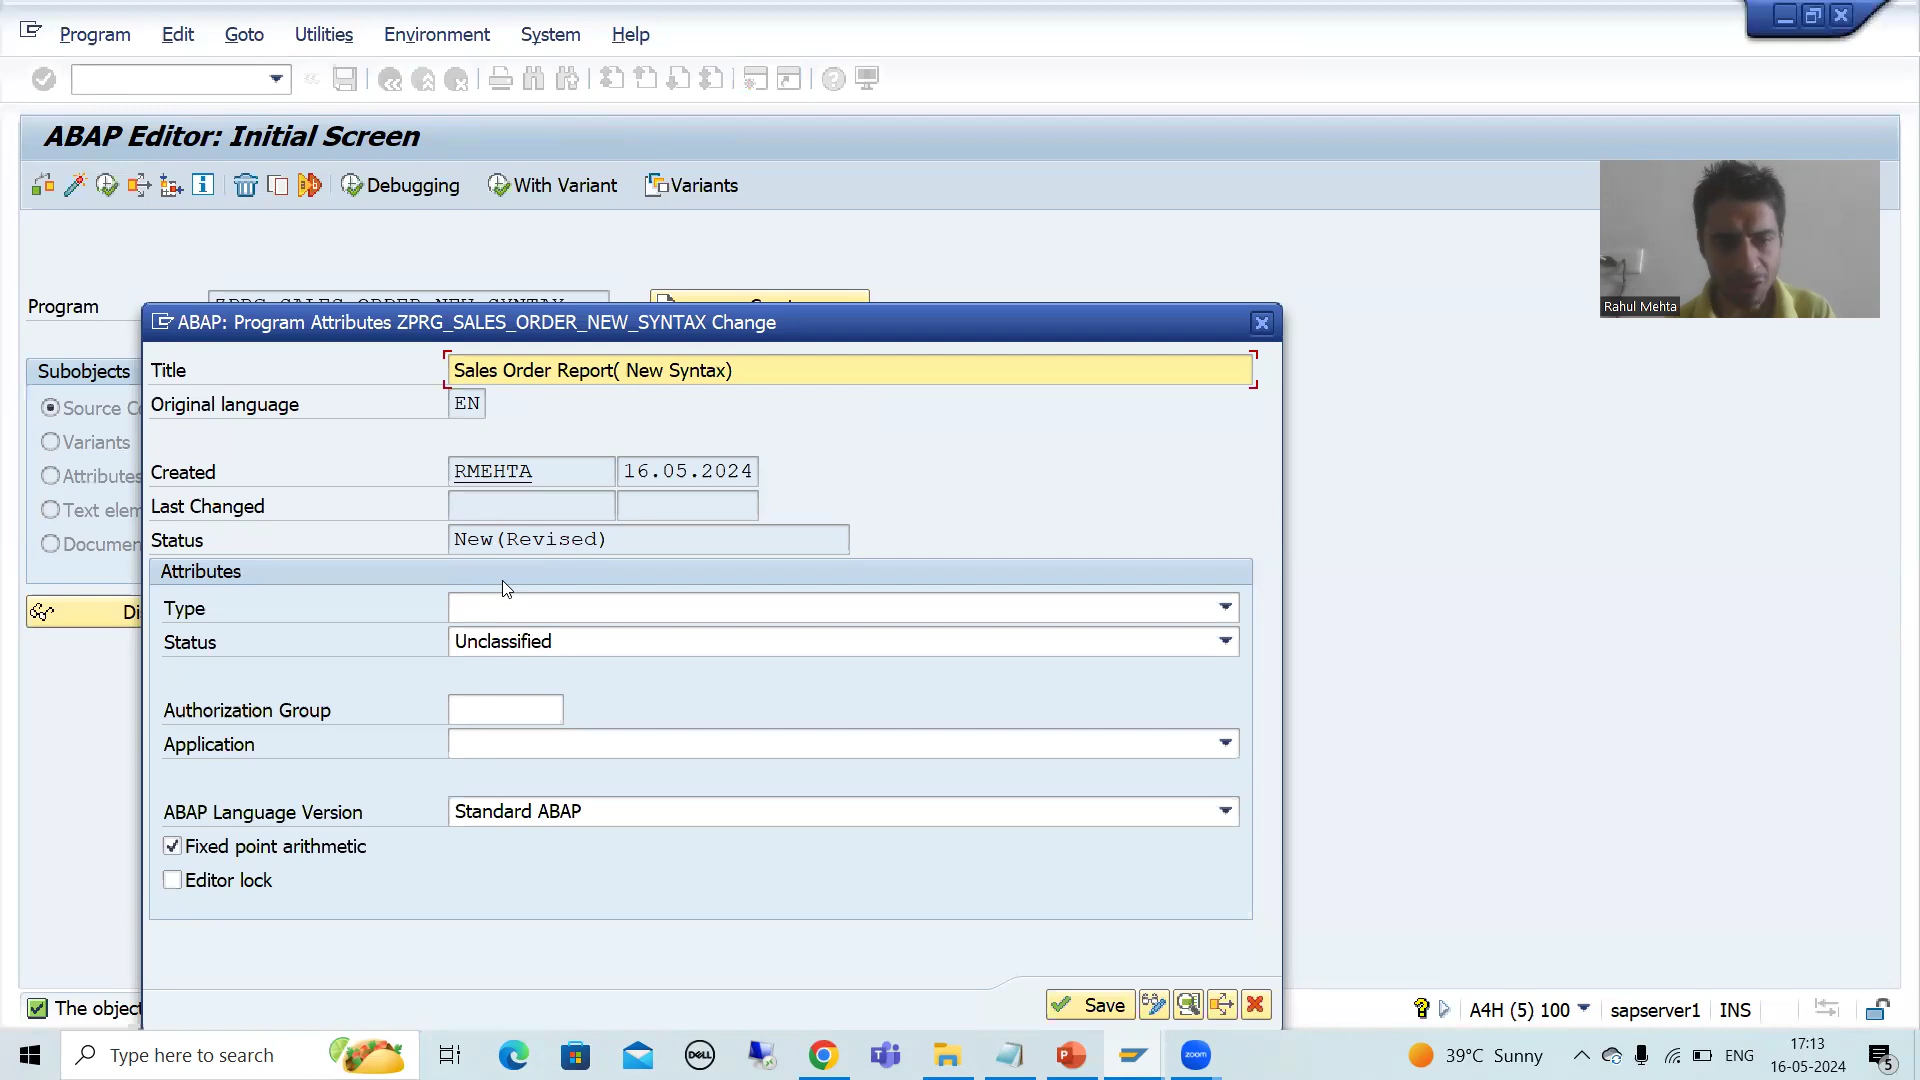 Program Edit Goto Utilities Environment System Help
ABAP Editor: Initial Screen
Debugging With Variant Variants
Rahul Mehta
Program
ABAP: Program Attributes ZPRG_SALES_ORDER_NEW_SYNTAX Change
Subobjects
Title Sales Order Report( New Syntax)
Original language EN
Source C
Variants
Created RMEHTA 16.05.2024
Attributes
Last Changed
Text elem
Status New(Revised)
Documen
Attributes
Type
Di
Status Unclassified
Authorization Group
Application
ABAP Language Version Standard ABAP
Fixed point arithmetic
Editor lock
Save
The object
A4H (5) 100 sapserver1 INS
Type here to search
DELL
zoom
39°C Sunny
ENG
17:13
16-05-2024
5